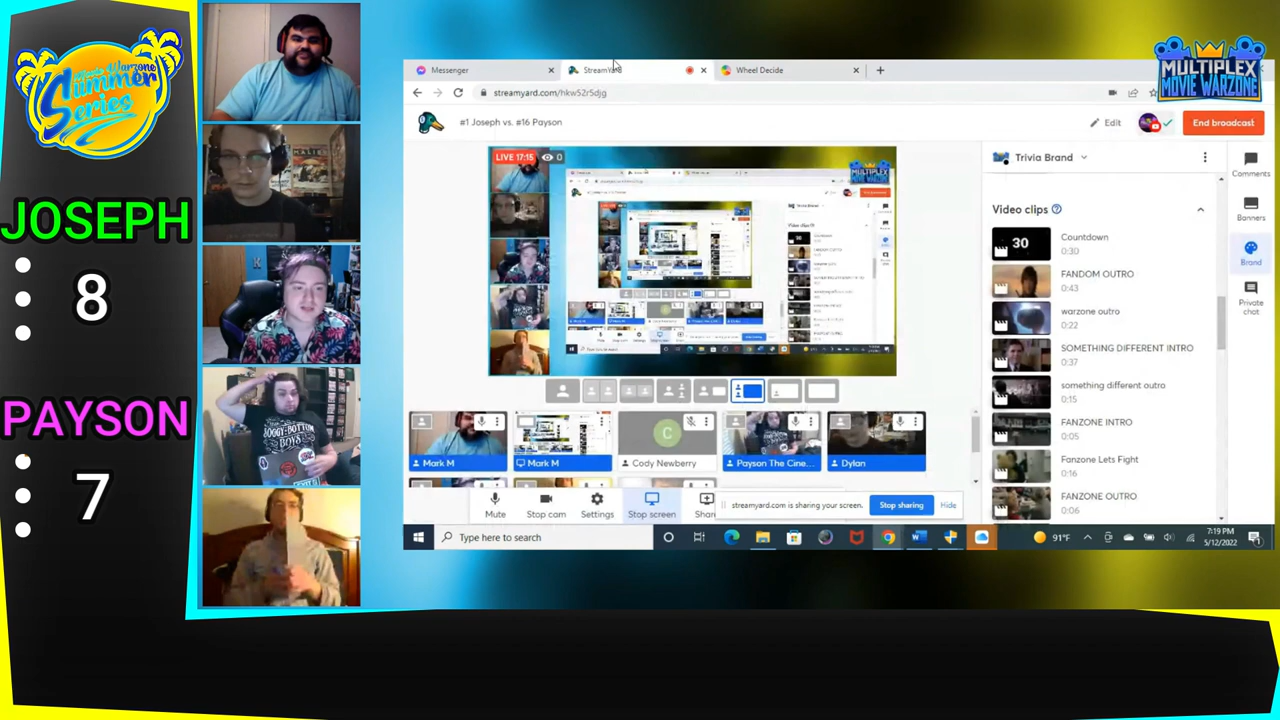 Movie Warzone
Summer
Series
JOSEPH
8
PAYSON
7
MULTIPLEX
MOVIE WARZONE
Messenger
StreamYard
Wheel Decide
streamyard.com/hkw52r5djg
#1 Joseph vs. #16 Payson
Edit
End broadcast
LIVE 17:15
0
Trivia Brand
Video clips
30
Countdown
0:30
FANDOM OUTRO
0:43
warzone outro
0:22
SOMETHING DIFFERENT INTRO
0:37
something different outro
0:15
FANZONE INTRO
0:05
Fanzone Lets Fight
0:16
FANZONE OUTRO
0:06
Comments
Banners
Brand
Private
chat
Mark M
Mark M
C
Cody Newberry
Payson The Cine...
Dylan
Mute
Stop cam
Settings
Stop screen
Shar
streamyard.com is sharing your screen.
Stop sharing
Hide
Type here to search
91°F
7:19 PM
5/12/2022